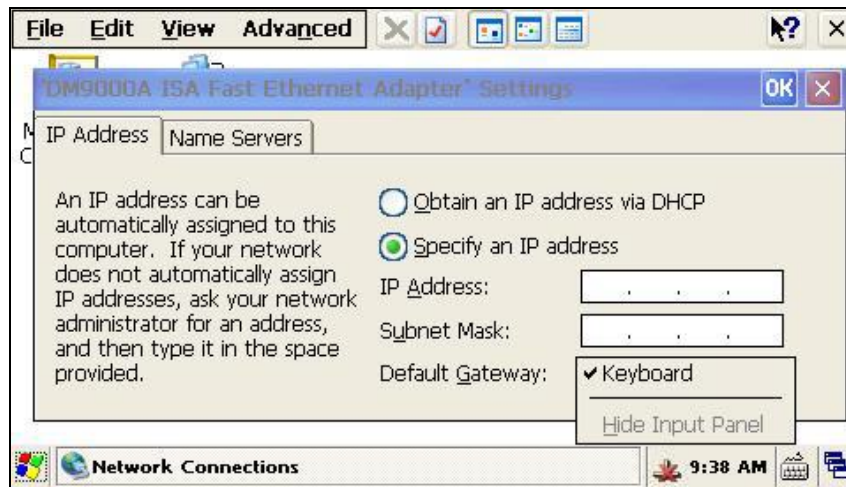 File Edit View Advanced
'DM9000A ISA Fast Ethernet Adapter' Settings OK
IP Address Name Servers
An IP address can be
automatically assigned to this
computer. If your network
does not automatically assign
IP addresses, ask your network
administrator for an address,
and then type it in the space
provided.
Obtain an IP address via DHCP
Specify an IP address
IP Address:
Subnet Mask:
Default Gateway:
Keyboard
Hide Input Panel
Network Connections 9:38 AM